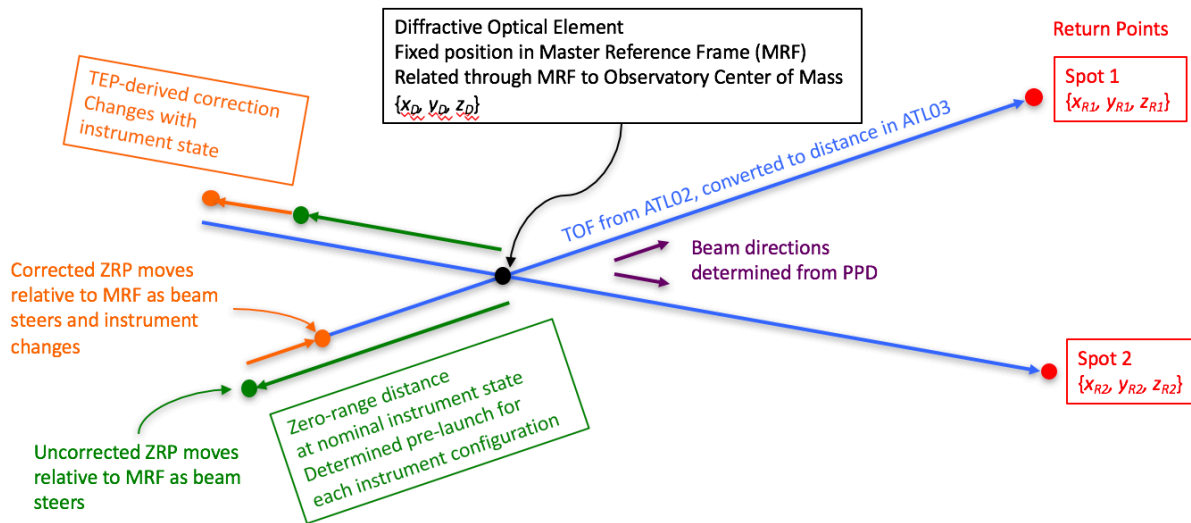 Diffractive Optical Element
Fixed position in Master Reference Frame (MRF)
Related through MRF to Observatory Center of Mass
{xD, yD, zD}
Return Points
Spot 1
{xR1, yR1, zR1}
TEP-derived correction
Changes with
instrument state
TOF from ATL02, converted to distance in ATL03
Beam directions
determined from PPD
Corrected ZRP moves
relative to MRF as beam
steers and instrument
changes
Spot 2
{xR2, yR2, zR2}
Zero-range distance
at nominal instrument state
Determined pre-launch for
each instrument configuration
Uncorrected ZRP moves
relative to MRF as beam
steers